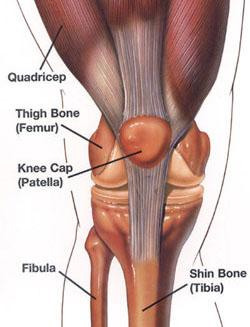 Quadricep
Thigh Bone
(Femur)
Knee Cap
(Patella)
Fibula
Shin Bone
(Tibia)